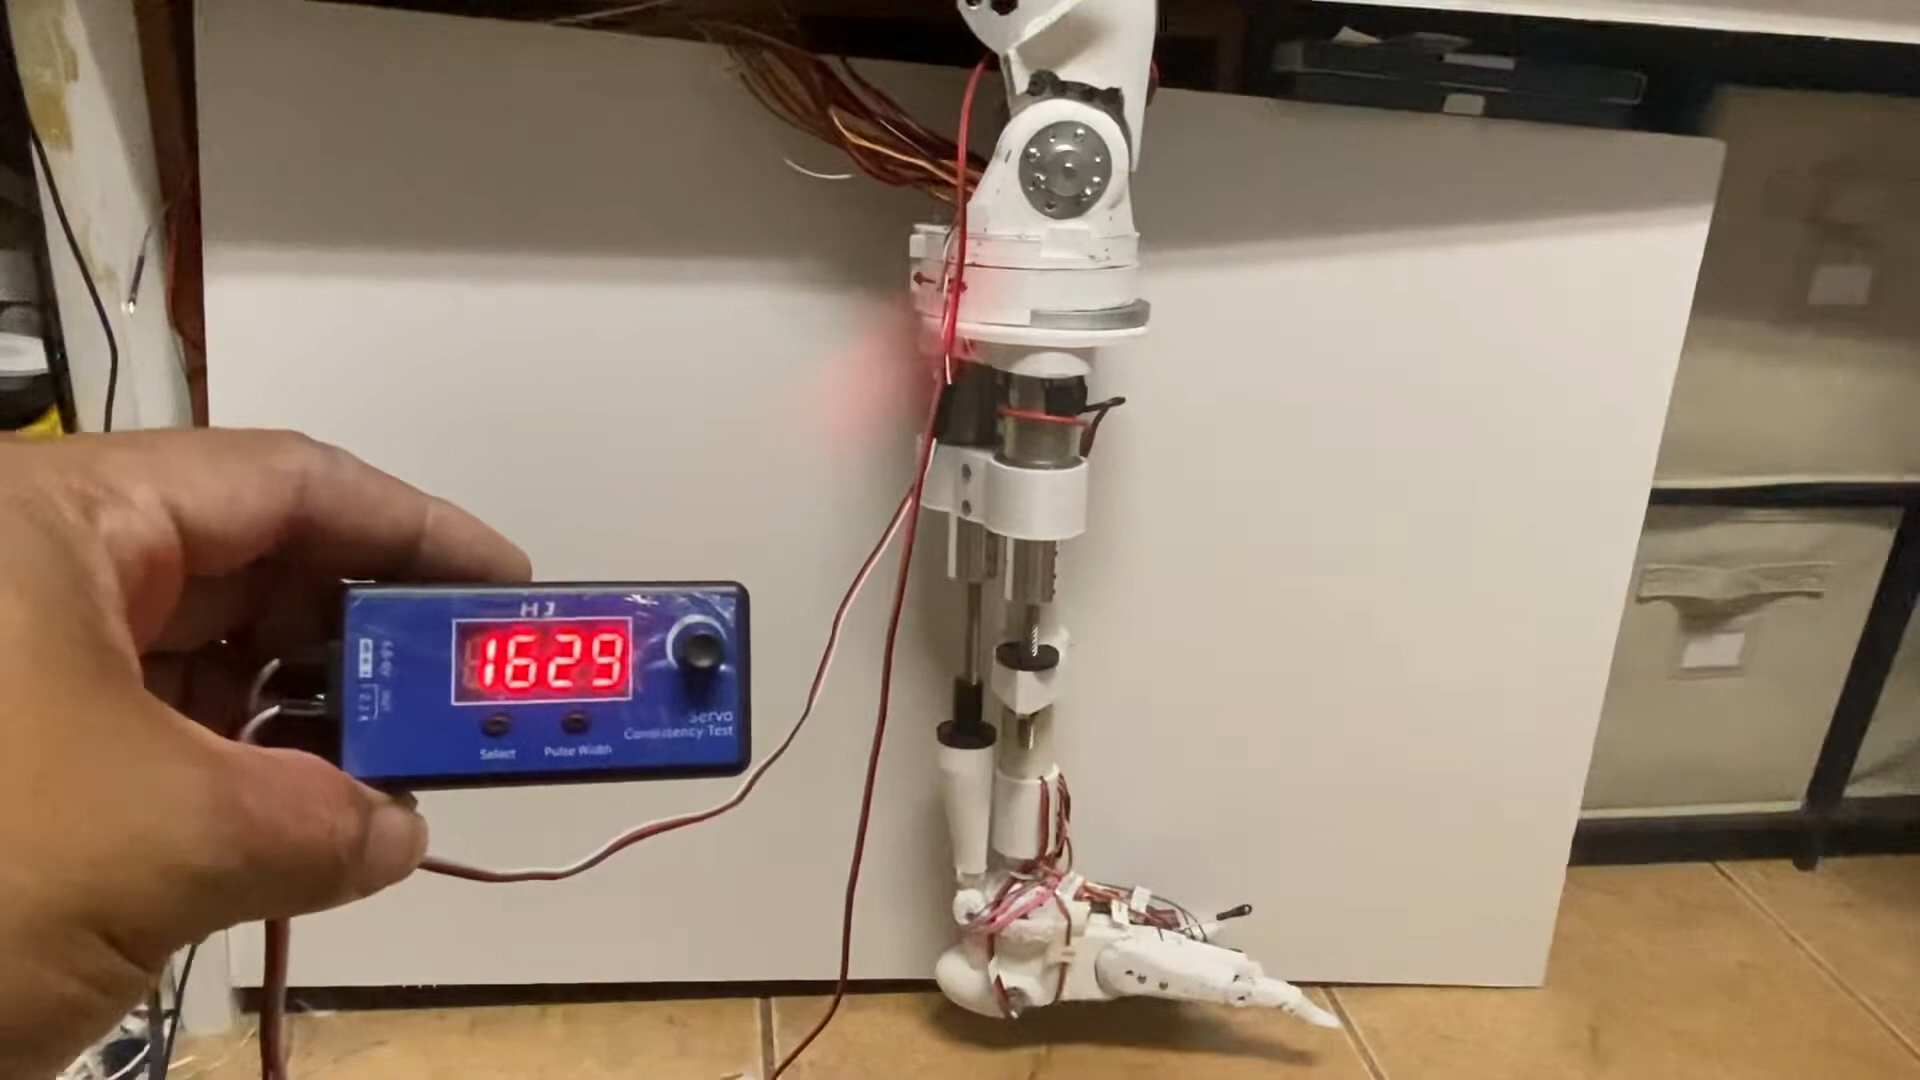 HJ
1629
Servo
Consistency Test
Select
Pulse Width